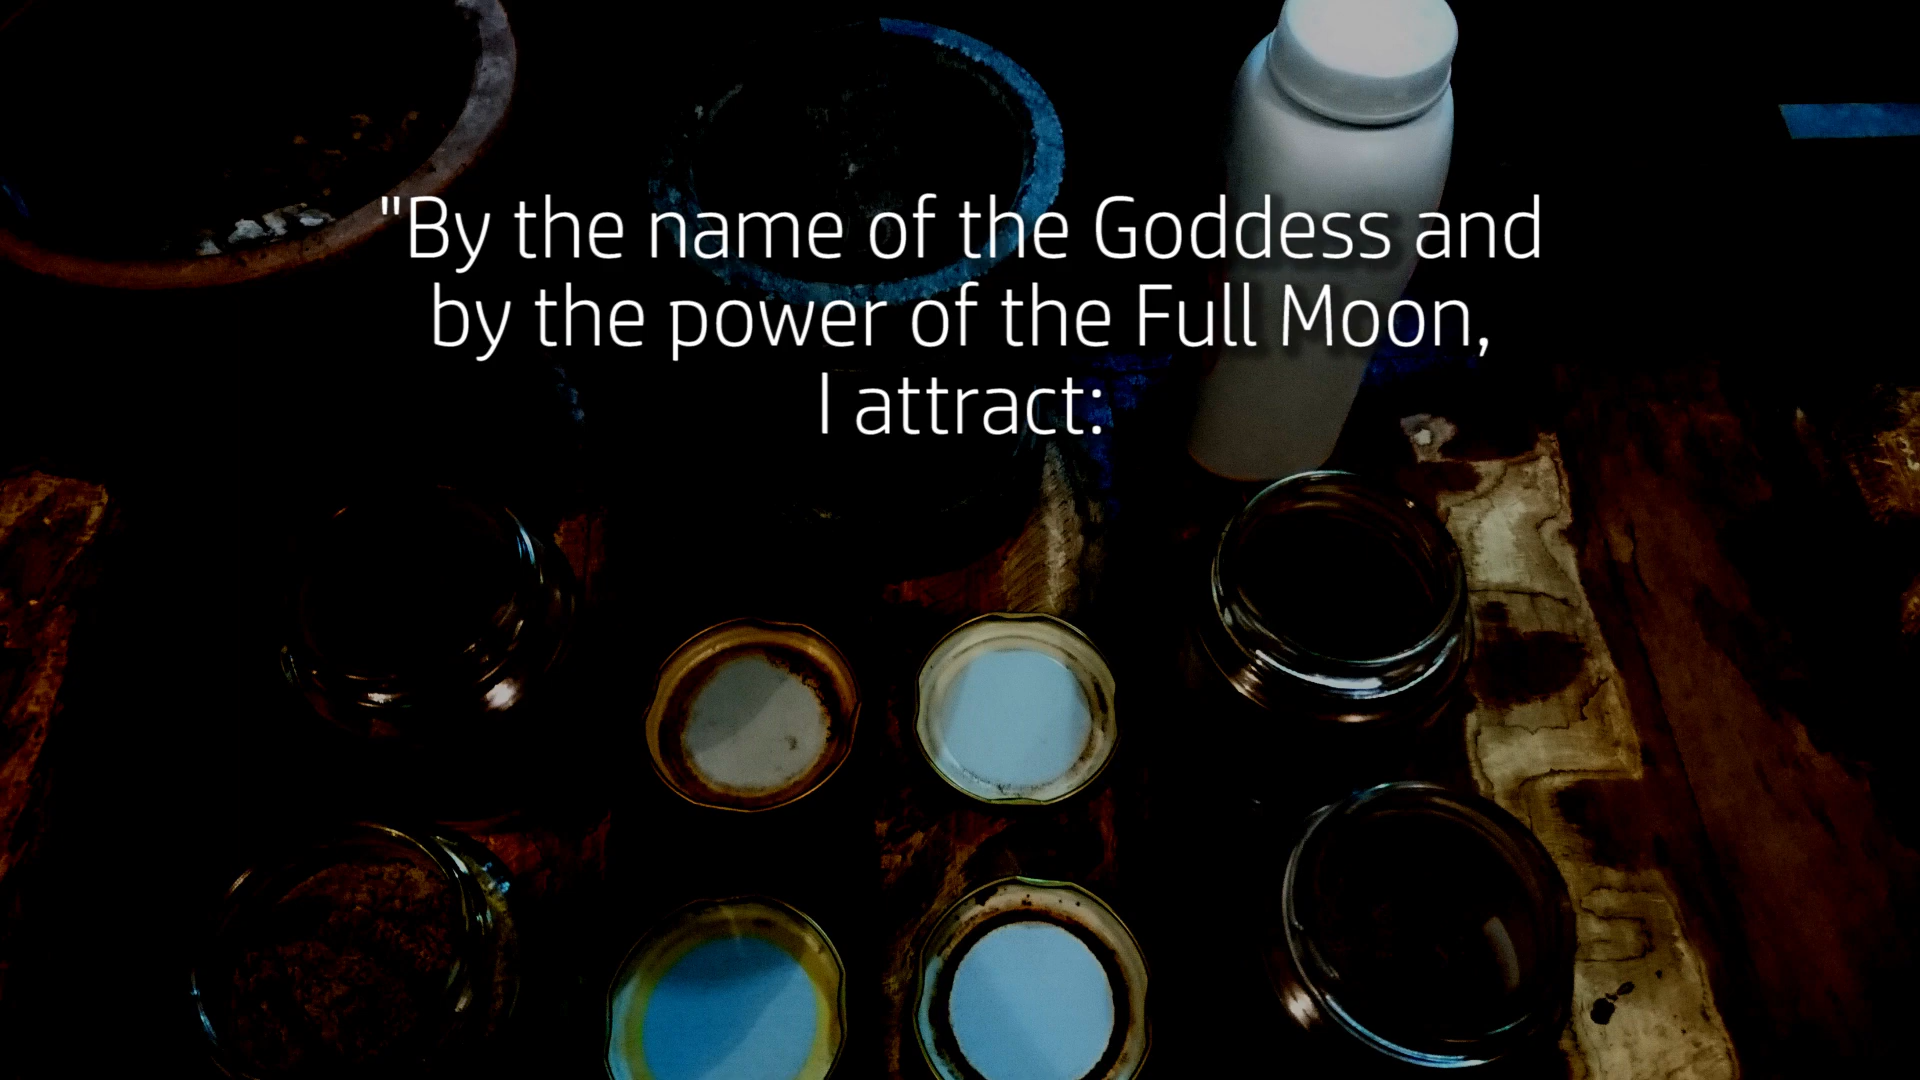 "By the name of the Goddess and
by the power of the Full Moon,
I attract: